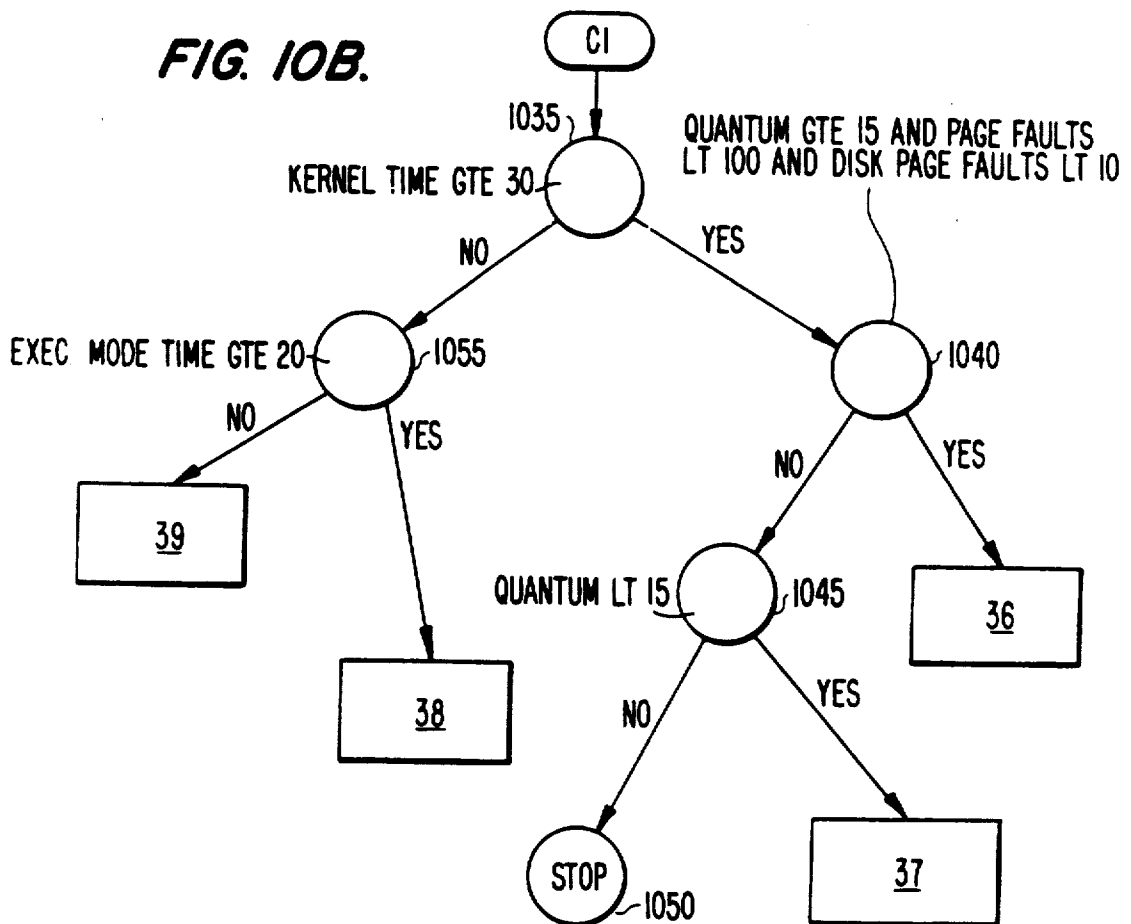 FIG. 10B.
C1
1035
KERNEL TIME GTE 30
QUANTUM GTE 15 AND PAGE FAULTS
LT 100 AND DISK PAGE FAULTS LT 10
NO
YES
EXEC MODE TIME GTE 20
1055
1040
NO
YES
NO
YES
39
QUANTUM LT 15
1045
36
38
NO
YES
STOP
1050
37